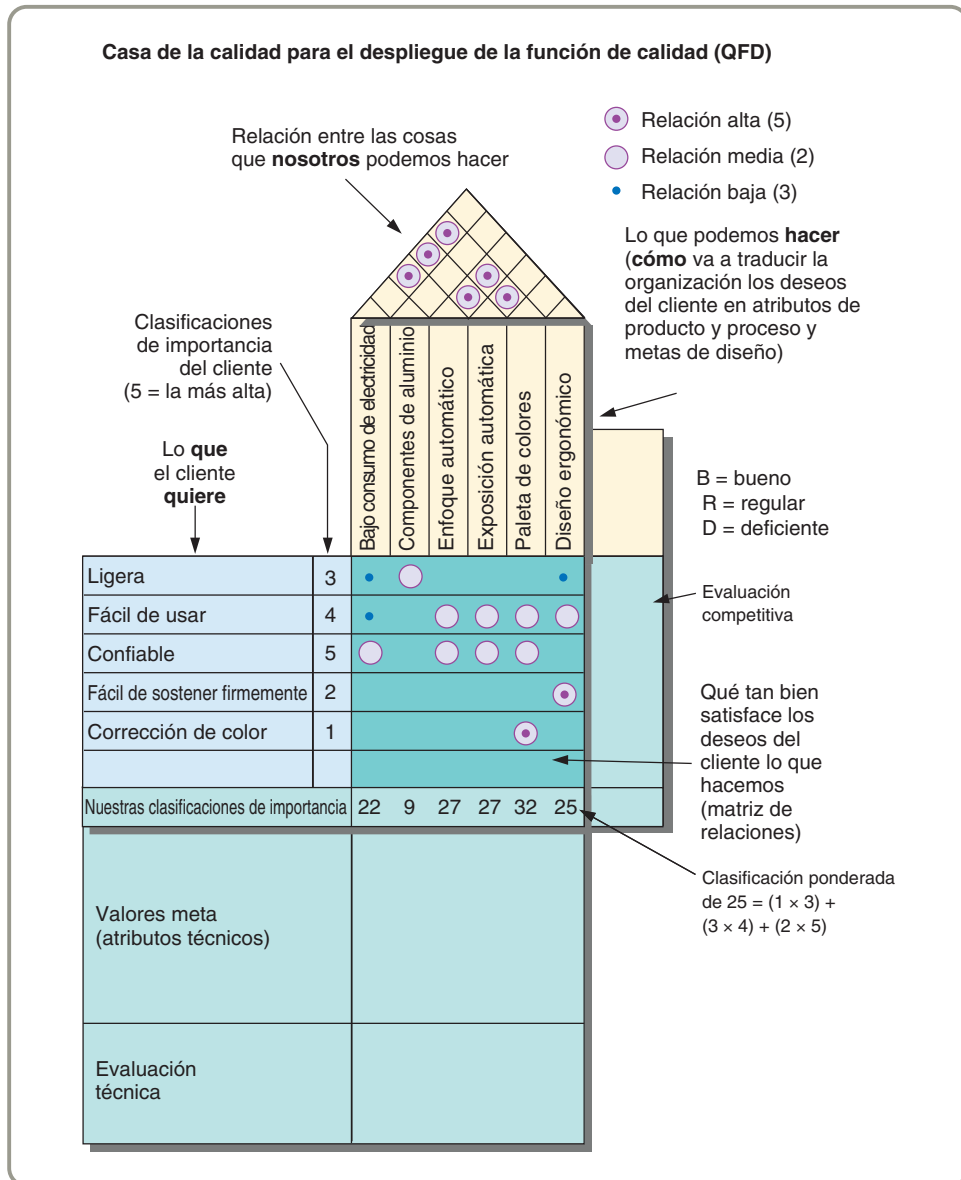 Casa de la calidad para el despliegue de la función de calidad (QFD)
Relación entre las cosas
que nosotros podemos hacer
Relación alta (5)
Relación media (2)
Relación baja (3)
Lo que podemos hacer
(cómo va a traducir la
organización los deseos
del cliente en atributos de
producto y proceso y
metas de diseño)
Clasificaciones
de importancia
del cliente
(5 = la más alta)
Lo que
el cliente
quiere
Bajo consumo de electricidad
Componentes de aluminio
Enfoque automático
Exposición automática
Paleta de colores
Diseño ergonómico
B = bueno
R = regular
D = deficiente
Ligera 3
Fácil de usar 4
Confiable 5
Fácil de sostener firmemente 2
Corrección de color 1
Evaluación
competitiva
Qué tan bien
satisface los
deseos del
cliente lo que
hacemos
(matriz de
relaciones)
Nuestras clasificaciones de importancia 22 9 27 27 32 25
Clasificación ponderada
de 25 = (1 × 3) +
(3 × 4) + (2 × 5)
Valores meta
(atributos técnicos)
Evaluación
técnica